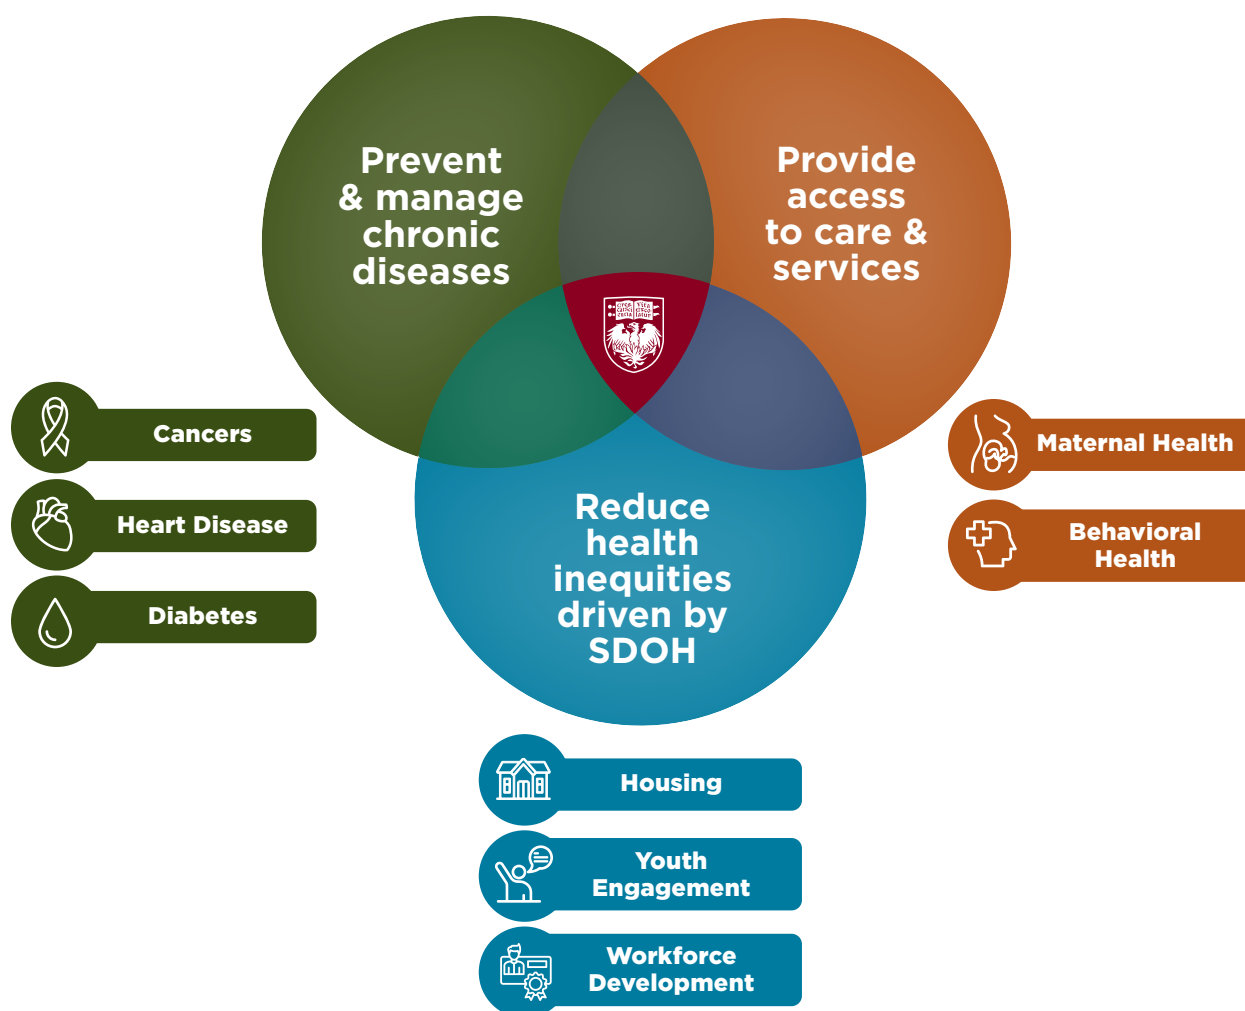 Prevent
& manage
chronic
diseases
Provide
access
to care &
services
Reduce
health
inequities
driven by
SDOH
Cancers
Heart Disease
Diabetes
Maternal Health
Behavioral
Health
Housing
Youth
Engagement
Workforce
Development